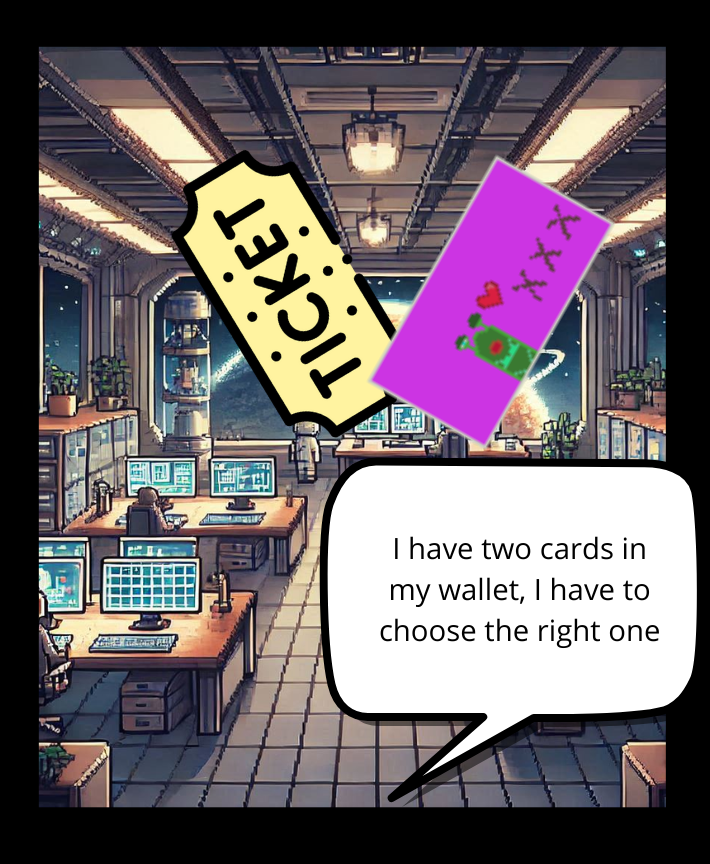 TICKET
XXX
I have two cards in
my wallet, I have to
choose the right one